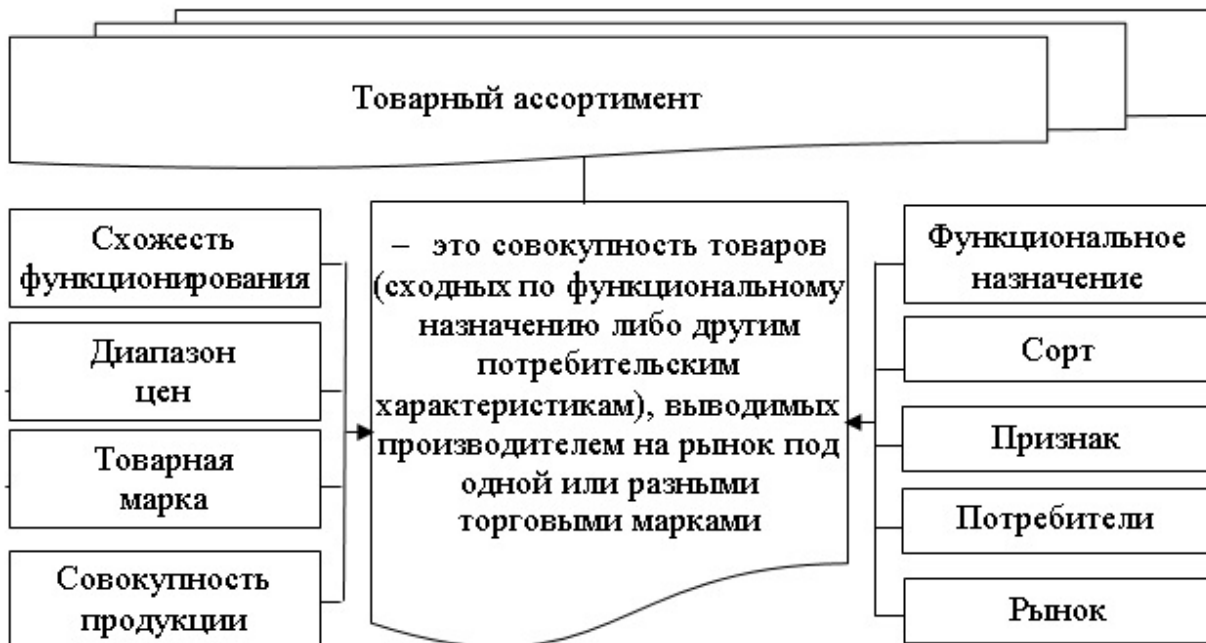 Товарный ассортимент
Схожесть
функционирования
Диапазон
цен
Товарная
марка
Совокупность
продукции
– это совокупность товаров
(сходных по функциональному
назначению либо другим
потребительским
характеристикам), выводимых
производителем на рынок под
одной или разными
торговыми марками
Функциональное
назначение
Сорт
Признак
Потребители
Рынок